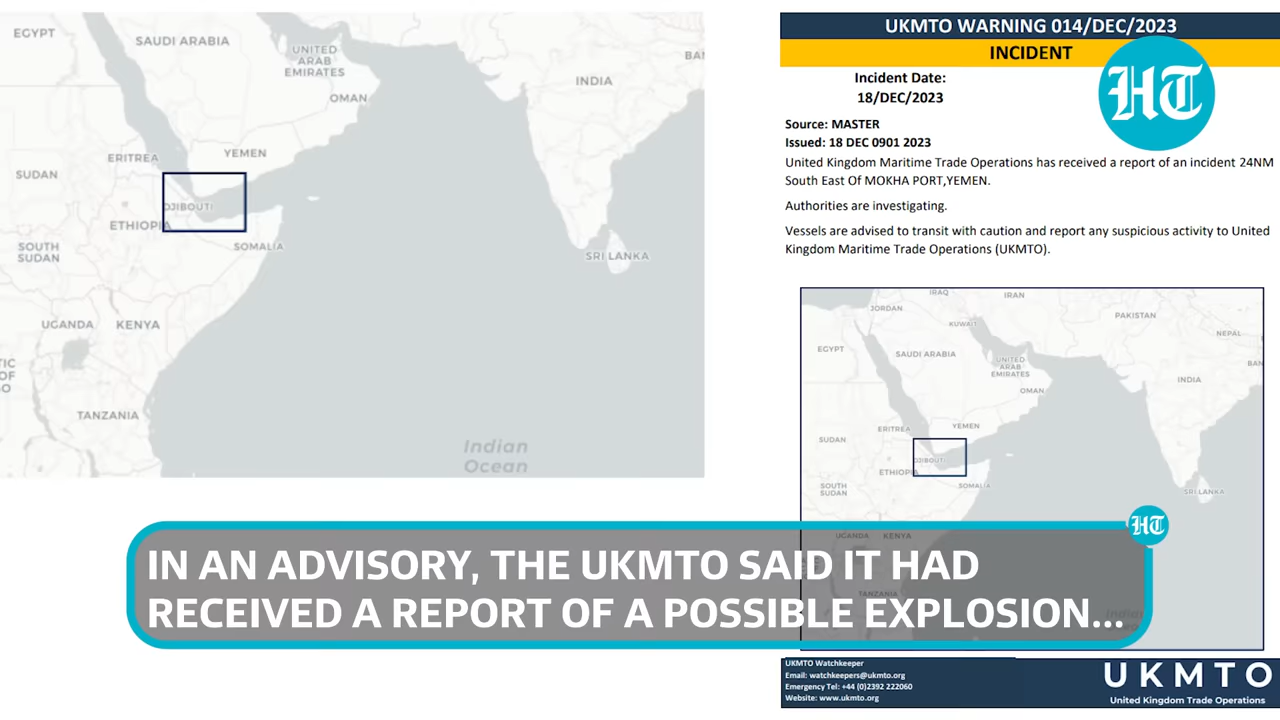 EGYPT
SAUDI ARABIA
UNITED
ARAB
EMIRATES
BAN
OMAN
INDIA
ERITREA
YEMEN
SUDAN
DJIBOUTI
ETHIOPIA
SOUTH
SUDAN
SOMALIA
SRI LANKA
UGANDA
KENYA
TIC
OF
O
TANZANIA
Indian
Ocean
UKMTO WARNING 014/DEC/2023
INCIDENT
HT
Incident Date:
18/DEC/2023
Source: MASTER
Issued: 18 DEC 0901 2023
United Kingdom Maritime Trade Operations has received a report of an incident 24NM
South East Of MOKHA PORT,YEMEN.
Authorities are investigating.
Vessels are advised to transit with caution and report any suspicious activity to United
Kingdom Maritime Trade Operations (UKMTO).
IRAQ
IRAN
JORDAN
PAKISTAN
KUWAIT
NEPAL
EGYPT
SAUDI ARABIA
UNITED
ARAB
EMIRATES
BAN
INDIA
OMAN
ERITREA
YEMEN
SUDAN
DJIBOUTI
ETHIOPIA
SOUTH
SUDAN
SOMALIA
SRI LANKA
UGANDA
KENYA
TANZANIA
HT
IN AN ADVISORY, THE UKMTO SAID IT HAD
RECEIVED A REPORT OF A POSSIBLE EXPLOSION...
UKMTO Watchkeeper
Email: watchkeepers@ukmto.org
Emergency Tel: +44 (0)2392 222060
Website: www.ukmto.org
UKMTO
United Kingdom Trade Operations